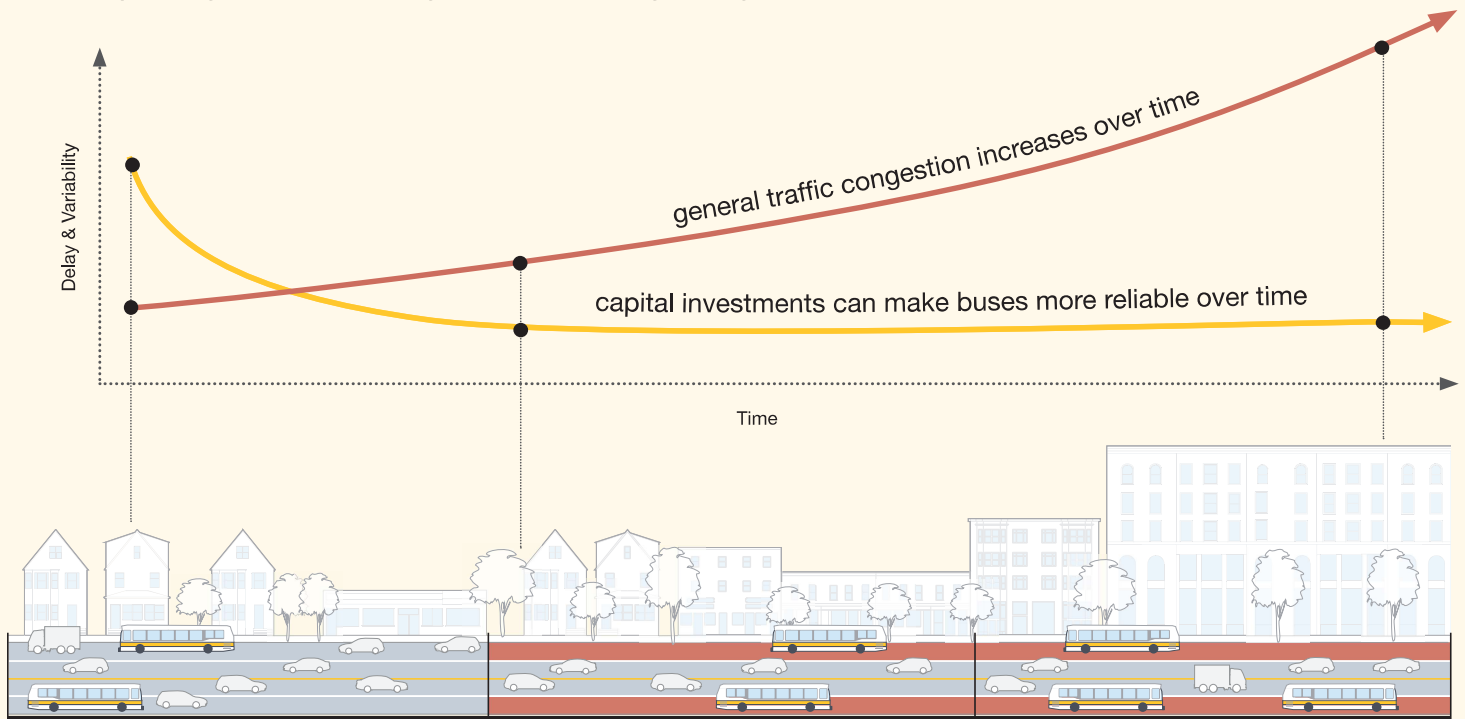 Delay & Variability
general traffic congestion increases over time
capital investments can make buses more reliable over time
Time